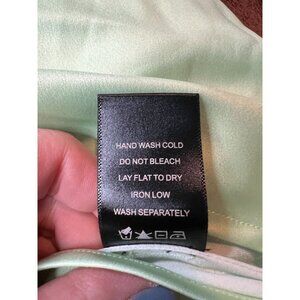 HAND WASH COLD
DO NOT BLEACH
LAY FLAT TO DRY
IRON LOW
WASH SEPARATELY